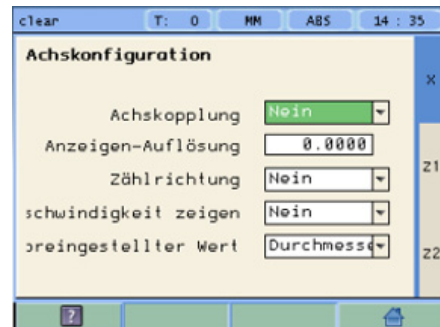 clear T: 0 MM ABS 14 : 35
Achskonfiguration
X
Achskopplung Nein
Anzeigen-Auflösung 0.0000
Z1
Zählrichtung Nein
schwindigkeit zeigen Nein
oreingestellter Wert Durchmesse
Z2
?